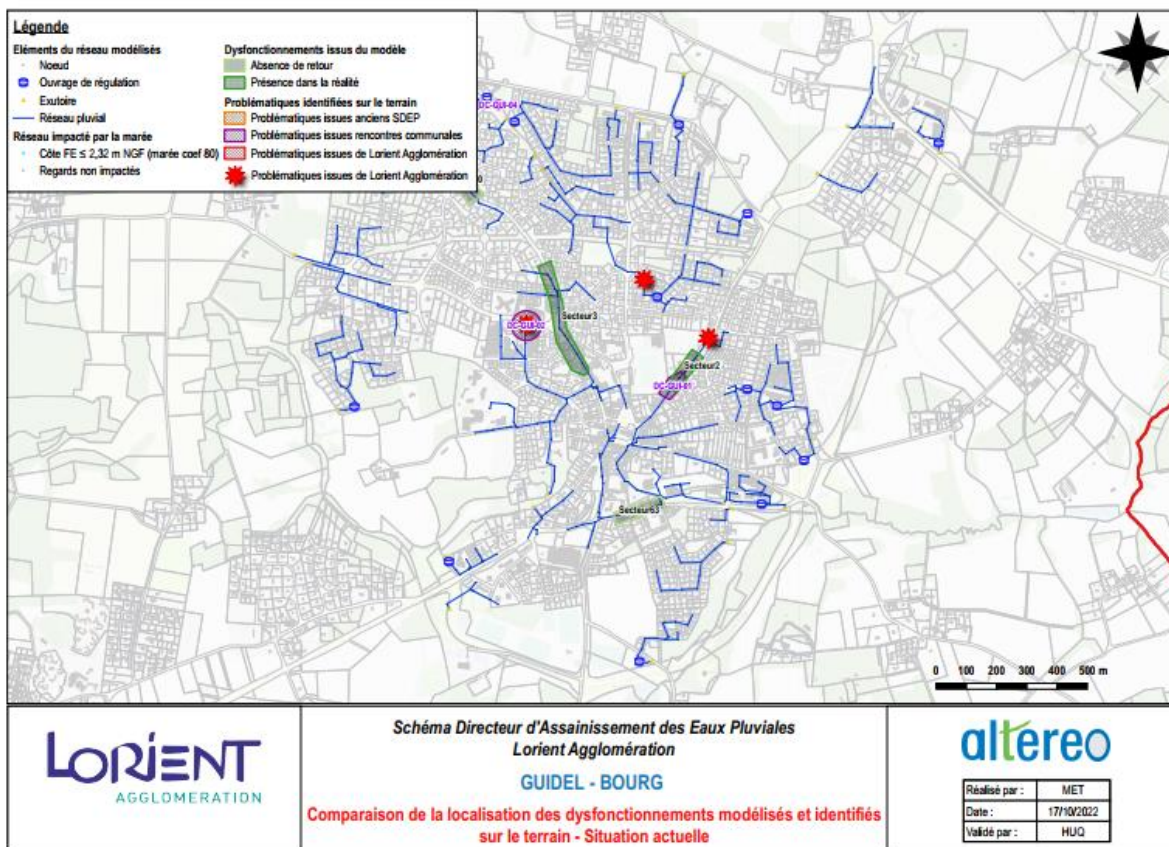 Légende
Eléments du réseau modélisés
Noeud
Ouvrage de régulation
Exutoire
Réseau pluvial
Réseau impacté par la marée
Côte FE ≤ 2,32 m NGF (marée coef 80)
Regards non impactés
Dysfonctionnements issus du modèle
Absence de retour
Présence dans la réalité
Problématiques identifiées sur le terrain
Problématiques issues anciens SDEP
Problématiques issues rencontres communales
Problématiques issues de Lorient Agglomération
Problématiques issues de Lorient Agglomération
DC-GUI-04
Secteur3
DC-GUI-02
Secteur2
DC-GUI-01
Secteur63
0 100 200 300 400 500 m
LORIENT
AGGLOMERATION
Schéma Directeur d'Assainissement des Eaux Pluviales
Lorient Agglomération
GUIDEL - BOURG
Comparaison de la localisation des dysfonctionnements modélisés et identifiés
sur le terrain - Situation actuelle
altereo
Réalisé par : MET
Date : 17/10/2022
Validé par : HUQ